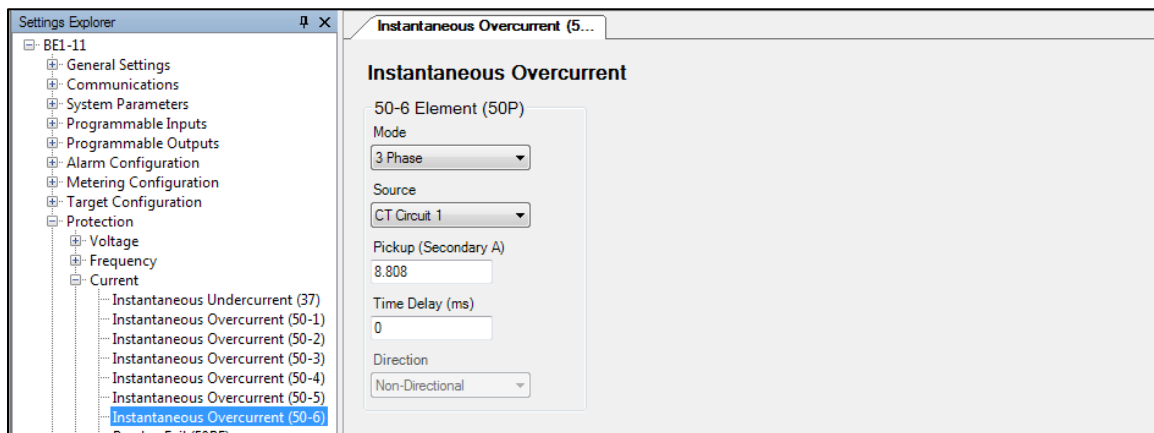 Settings Explorer
BE1-11
General Settings
Communications
System Parameters
Programmable Inputs
Programmable Outputs
Alarm Configuration
Metering Configuration
Target Configuration
Protection
Voltage
Frequency
Current
Instantaneous Undercurrent (37)
Instantaneous Overcurrent (50-1)
Instantaneous Overcurrent (50-2)
Instantaneous Overcurrent (50-3)
Instantaneous Overcurrent (50-4)
Instantaneous Overcurrent (50-5)
Instantaneous Overcurrent (50-6)
Instantaneous Overcurrent (5...
Instantaneous Overcurrent
50-6 Element (50P)
Mode
3 Phase
Source
CT Circuit 1
Pickup (Secondary A)
8.808
Time Delay (ms)
0
Direction
Non-Directional